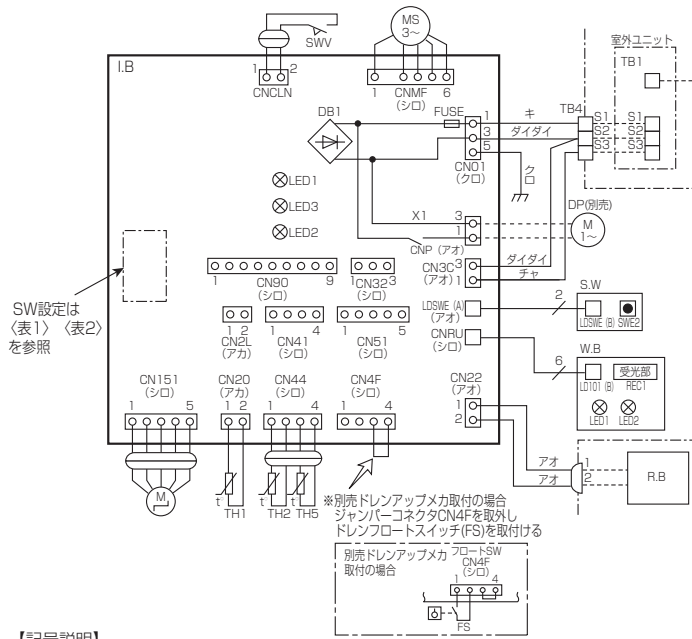 MS
3~
SWV
室外ユニット
I.B
1 2
CNCLN
1 6
CNMF
(シロ)
TB1
DB1
FUSE
1
3
5
CN01
(クロ)
キ
ダイダイ
クロ
TB4
S1 S1
S2 S2
S3 S3
LED1
LED3
LED2
X1
3
1
CNP (アオ)
DP(別売)
M
1~
1 9
CN90
(シロ)
1 3
CN32
(シロ)
CN3C
(アオ)
3
1
ダイダイ
チャ
SW設定は
〈表1〉〈表2〉
を参照
1 2
CN2L
(アカ)
1 4
CN41
(シロ)
1 5
CN51
(シロ)
LDSWE (A)
(アオ)
2
S.W
LDSWE (B) SWE2
CNRU
(シロ)
6
W.B
受光部
LD101 (B) REC1
LED1 LED2
CN151
(シロ)
1 5
CN20
(アカ)
1 2
CN44
(シロ)
1 4
CN4F
(シロ)
1 4
CN22
(アオ)
1
2
アオ 1
アオ 2
R.B
M
t°
TH1
t° t°
TH2 TH5
※別売ドレンアップメカ取付の場合
ジャンパーコネクタCN4Fを取外し
ドレンフロートスイッチ(FS)を取付ける
別売ドレンアップメカ
取付の場合
フロートSW
CN4F
(シロ)
1 4
FS
【記号説明】